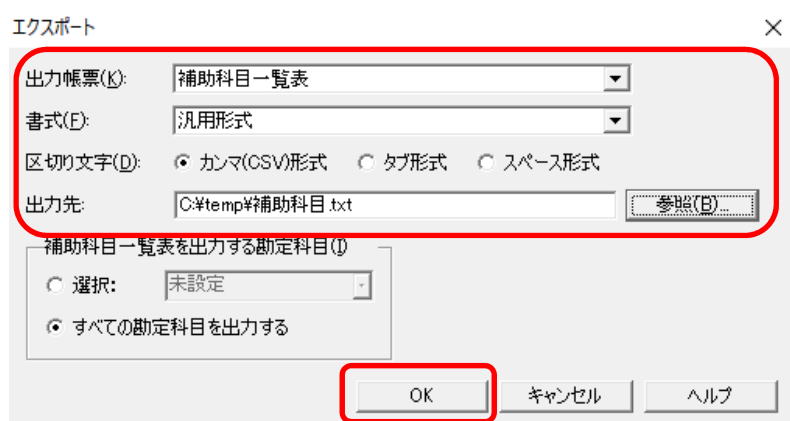 エクスポート
出力帳票(K): 補助科目一覧表
書式(F): 汎用形式
区切り文字(D): カンマ(CSV)形式 タブ形式 スペース形式
出力先: C:¥temp¥補助科目.txt 参照(B)...
補助科目一覧表を出力する勘定科目(I)
選択: 未設定
すべての勘定科目を出力する
OK キャンセル ヘルプ